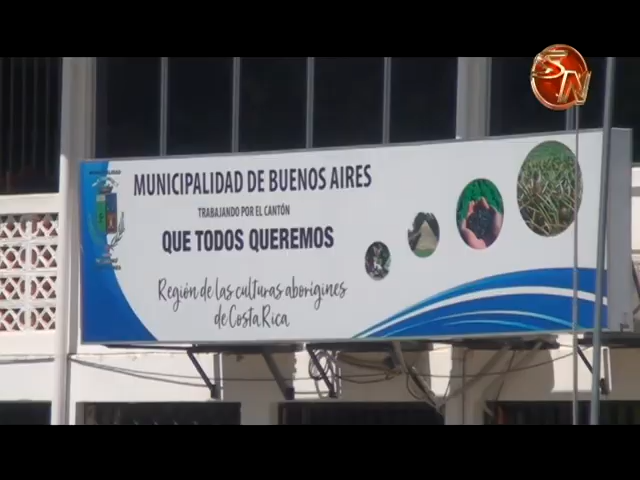 SN
MUNICIPALIDAD DE BUENOS AIRES
TRABAJANDO POR EL CANTÓN
QUE TODOS QUEREMOS
Región de las culturas aborígenes
de Costa Rica